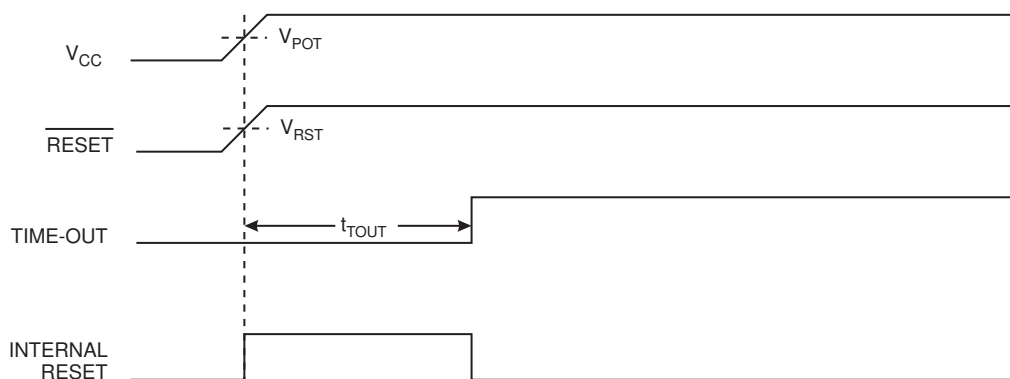 VCC
VPOT
RESET
VRST
TIME-OUT
tTOUT
INTERNAL
RESET